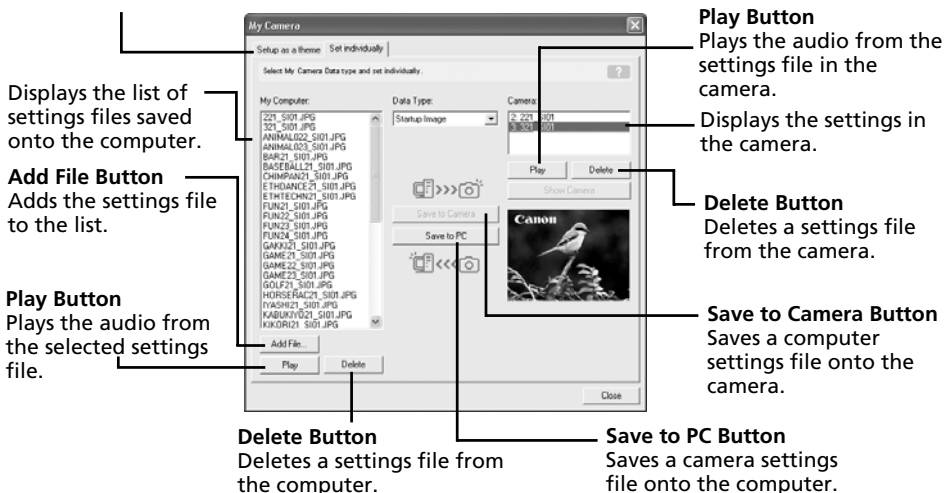 My Camera
Setup as a theme
Set individually
Select My Camera Data type and set individually.
?
My Computer:
221_SI01.JPG
321_SI01.JPG
ANIMAL022_SI01.JPG
ANIMAL023_SI01.JPG
BAR21_SI01.JPG
BASEBALL21_SI01.JPG
CHIMPAN21_SI01.JPG
ETHDANCE21_SI01.JPG
ETHTECHN21_SI01.JPG
FUN21_SI01.JPG
FUN22_SI01.JPG
FUN23_SI01.JPG
FUN24_SI01.JPG
GAKKI21_SI01.JPG
GAME21_SI01.JPG
GAME22_SI01.JPG
GAME23_SI01.JPG
GOLF21_SI01.JPG
HORSERAC21_SI01.JPG
IYASHI21_SI01.JPG
KABUKIYO21_SI01.JPG
KIKORI21_SI01.JPG
Add File...
Play
Delete
Data Type:
Startup Image
>>>
Save to Camera
Save to PC
<<<
Camera:
2: 221_SI01
3: 321_SI01
Play
Delete
Show Camera
Canon
Close
Displays the list of
settings files saved
onto the computer.
Add File Button
Adds the settings file
to the list.
Play Button
Plays the audio from
the selected settings
file.
Delete Button
Deletes a settings file from
the computer.
Play Button
Plays the audio from the
settings file in the
camera.
Displays the settings in
the camera.
Delete Button
Deletes a settings file
from the camera.
Save to Camera Button
Saves a computer
settings file onto the
camera.
Save to PC Button
Saves a camera settings
file onto the computer.